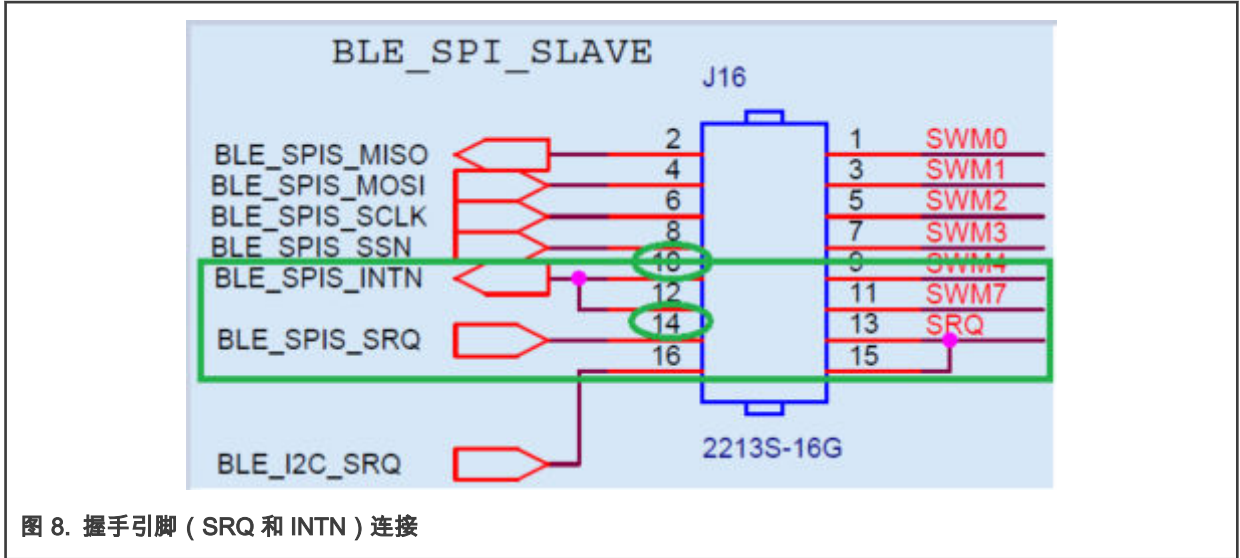 BLE_SPI_SLAVE
J16
BLE_SPIS_MISO 2 1 SWM0
BLE_SPIS_MOSI 4 3 SWM1
BLE_SPIS_SCLK 6 5 SWM2
BLE_SPIS_SSN 8 7 SWM3
BLE_SPIS_INTN 10 9 SWM4
12 11 SWM7
BLE_SPIS_SRQ 14 13 SRQ
16 15
BLE_I2C_SRQ
2213S-16G
图 8. 握手引脚（SRQ 和 INTN）连接